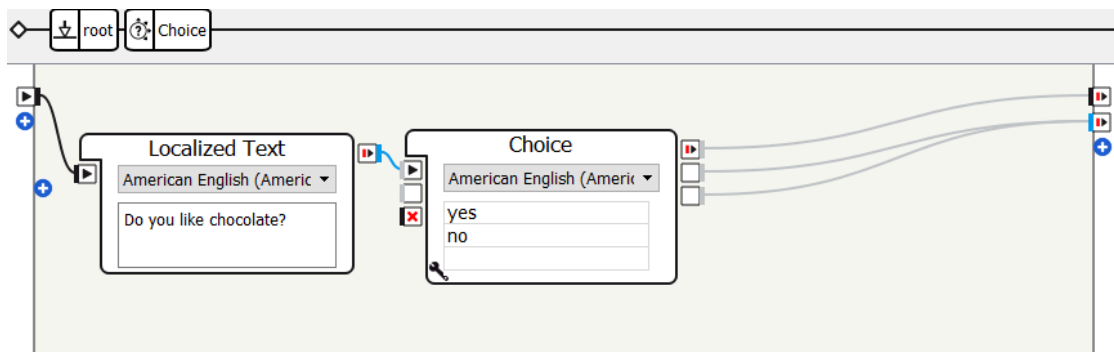 root
Choice
Localized Text
American English (Americ
Do you like chocolate?
Choice
American English (Americ
yes
no